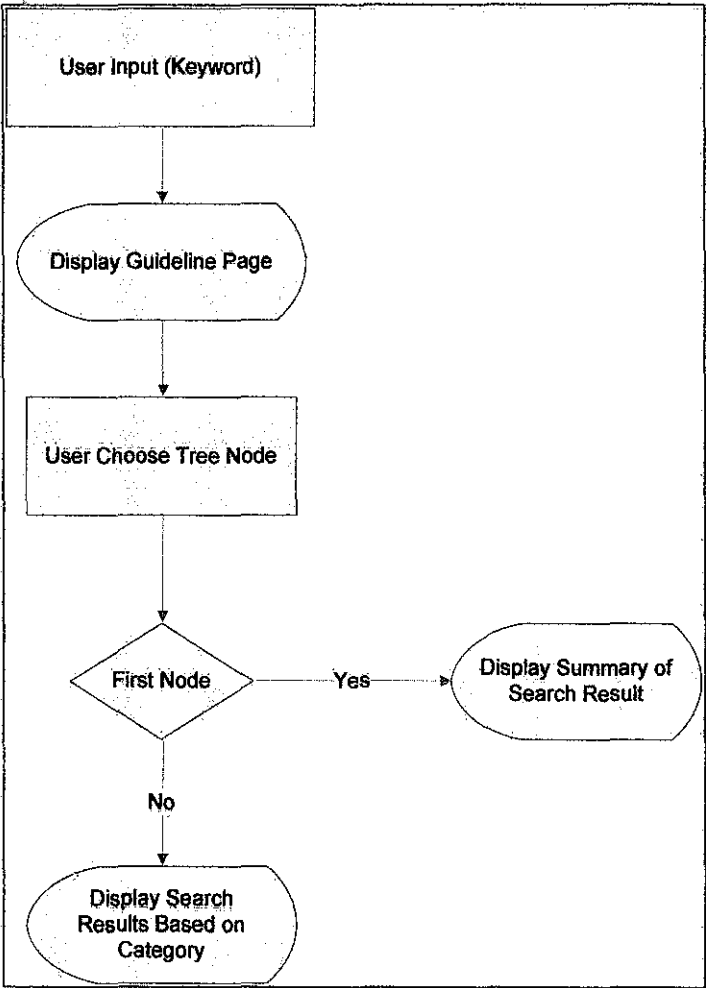 User Input (Keyword)
Display Guideline Page
User Choose Tree Node
First Node
Yes
Display Summary of
Search Result
No
Display Search
Results Based on
Category